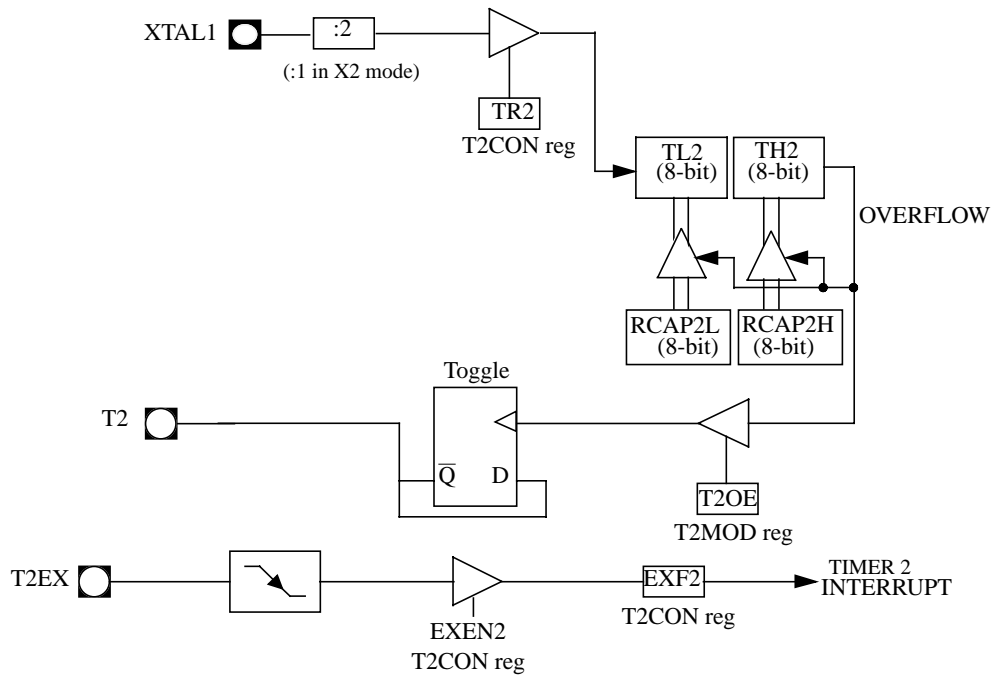 XTAL1
:2
(:1 in X2 mode)
TR2
T2CON reg
TL2
(8-bit)
TH2
(8-bit)
OVERFLOW
RCAP2L
(8-bit)
RCAP2H
(8-bit)
Toggle
T2
Q̅
D
T2OE
T2MOD reg
T2EX
EXEN2
T2CON reg
EXF2
T2CON reg
TIMER 2
INTERRUPT